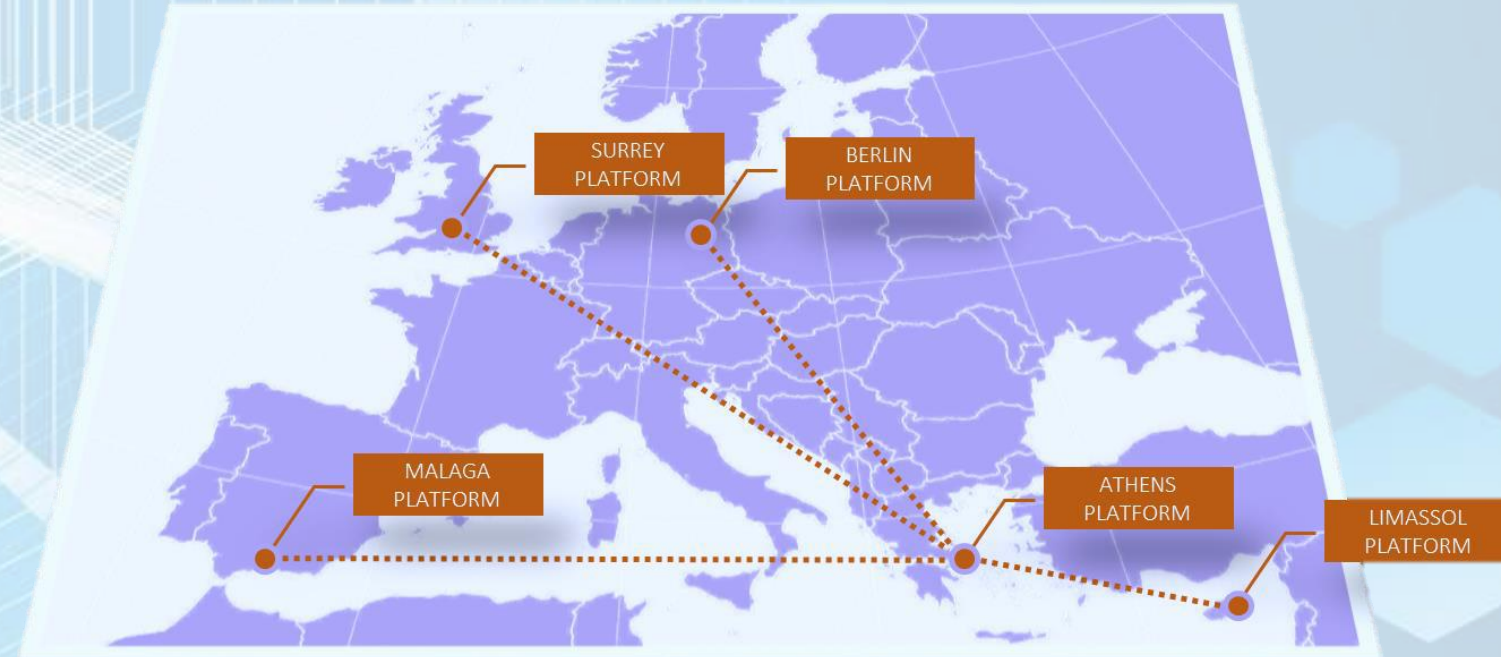 SURREY
PLATFORM
BERLIN
PLATFORM
MALAGA
PLATFORM
ATHENS
PLATFORM
LIMASSOL
PLATFORM